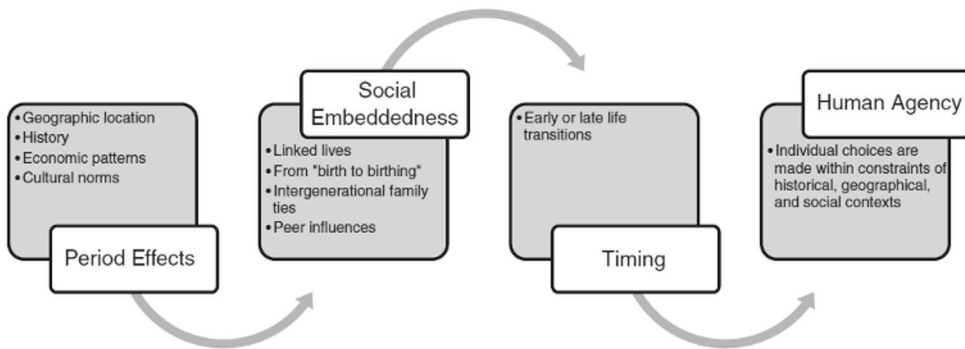 • Geographic location
• History
• Economic patterns
• Cultural norms
Period Effects
Social
Embeddedness
• Linked lives
• From "birth to birthing"
• Intergenerational family
ties
• Peer influences
• Early or late life
transitions
Timing
Human Agency
• Individual choices are
made within constraints of
historical, geographical,
and social contexts